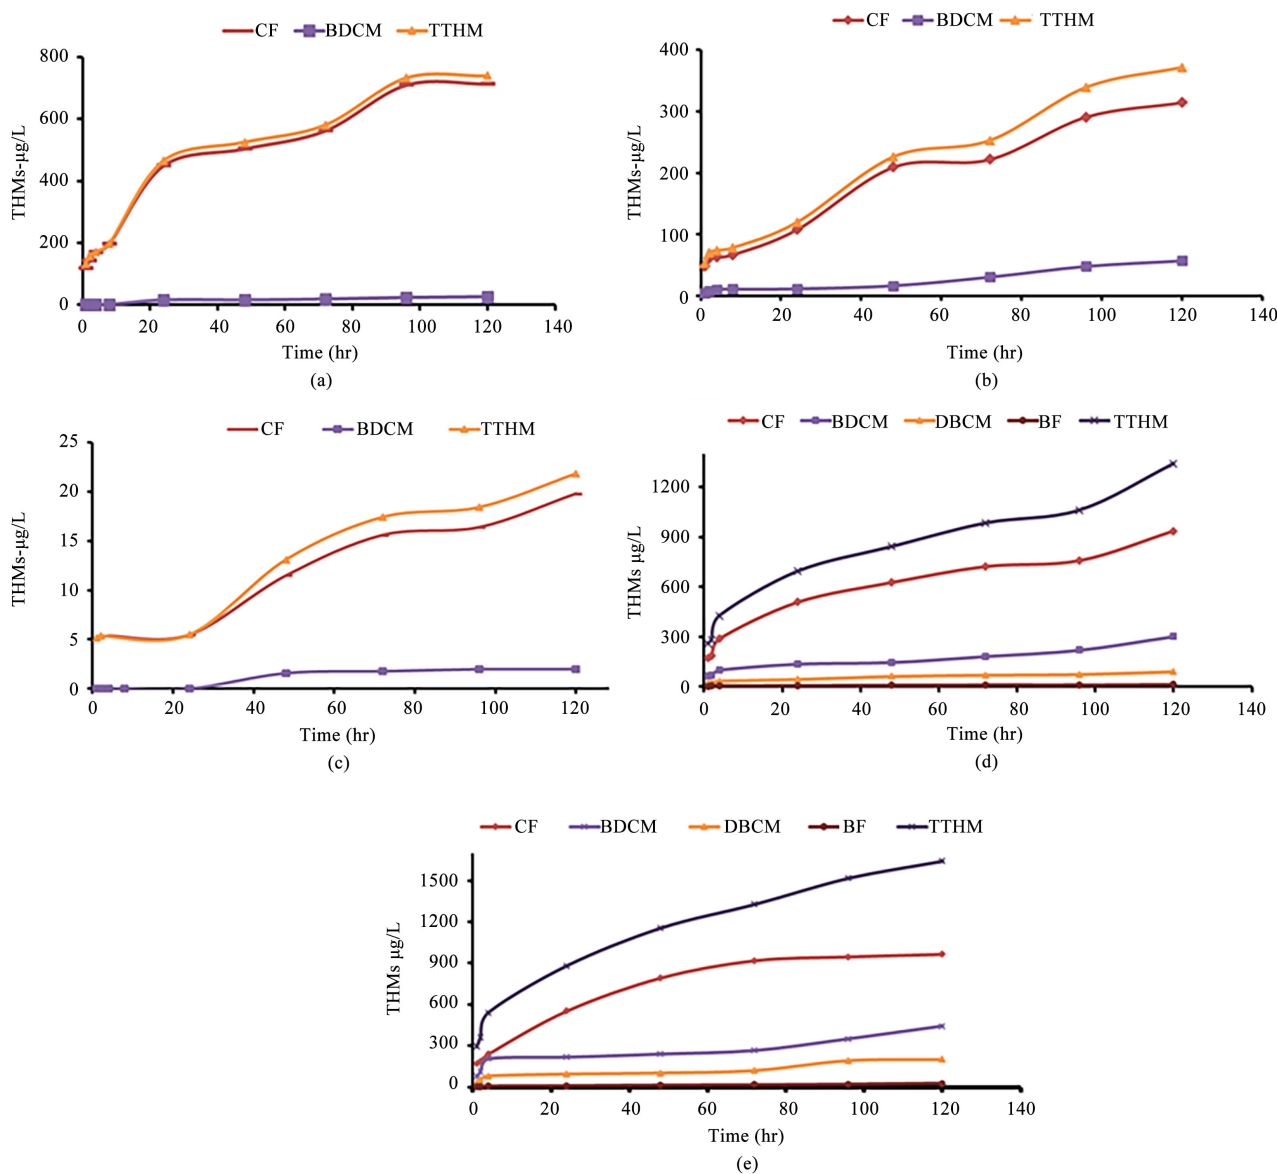 CF BDCM TTHM
800
600
400
200
0
THMs-µg/L
0 20 40 60 80 100 120 140
Time (hr)
(a)
CF BDCM TTHM
400
300
200
100
0
THMs-µg/L
0 20 40 60 80 100 120 140
Time (hr)
(b)
CF BDCM TTHM
25
20
15
10
5
0
THMs-µg/L
0 20 40 60 80 100 120
Time (hr)
(c)
CF BDCM DBCM BF TTHM
1200
900
600
300
0
THMs µg/L
0 20 40 60 80 100 120 140
Time (hr)
(d)
CF BDCM DBCM BF TTHM
1500
1200
900
600
300
0
THMs µg/L
0 20 40 60 80 100 120 140
Time (hr)
(e)